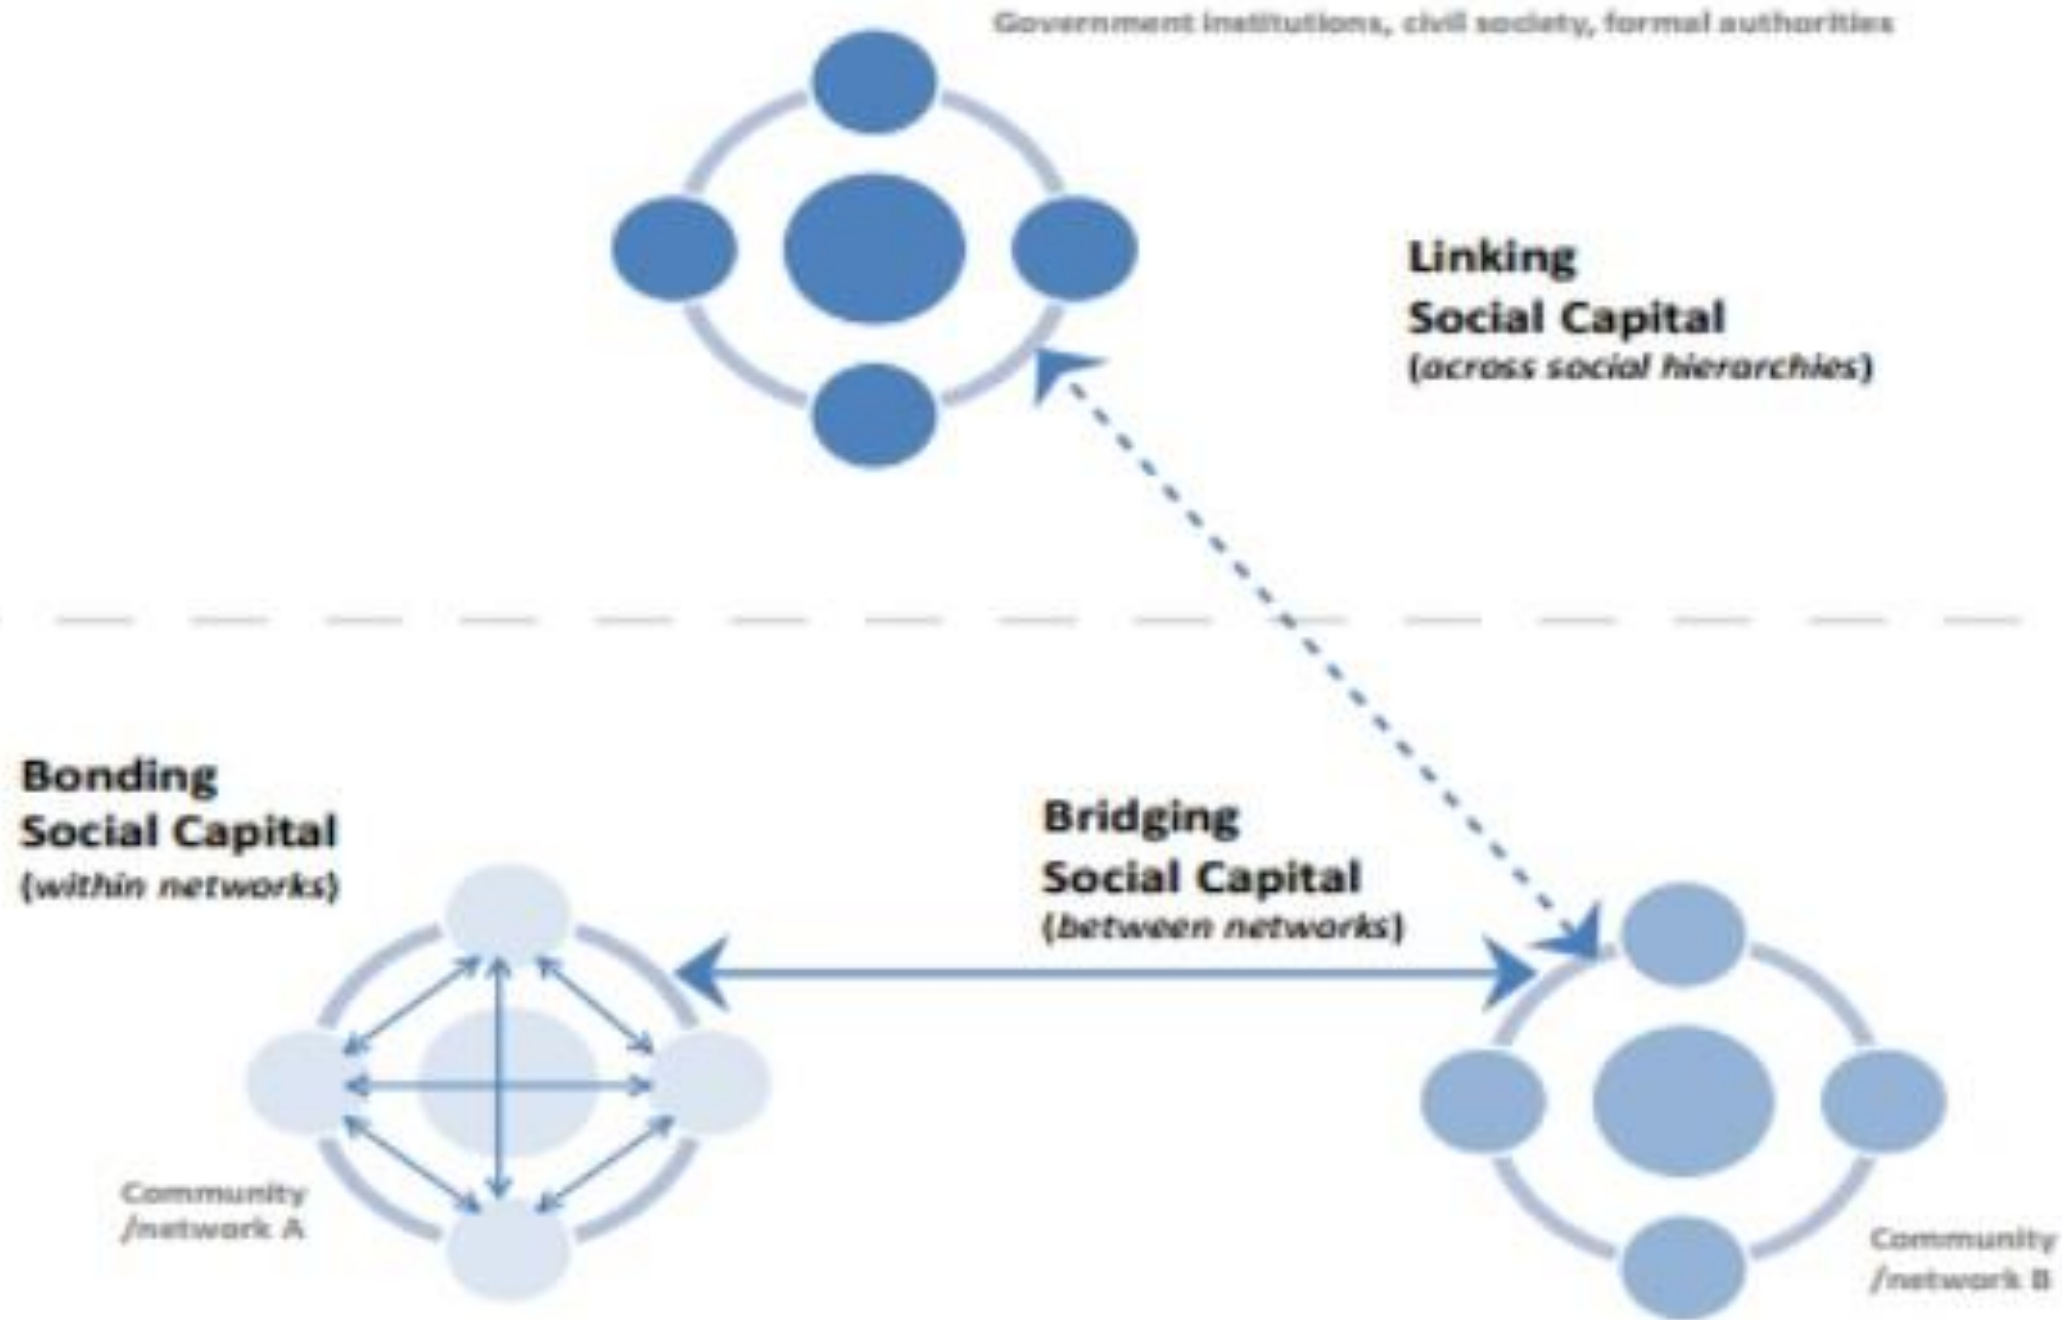 Government institutions, civil society, formal authorities
Linking
Social Capital
(across social hierarchies)
Bonding
Social Capital
(within networks)
Bridging
Social Capital
(between networks)
Community
/network A
Community
/network B